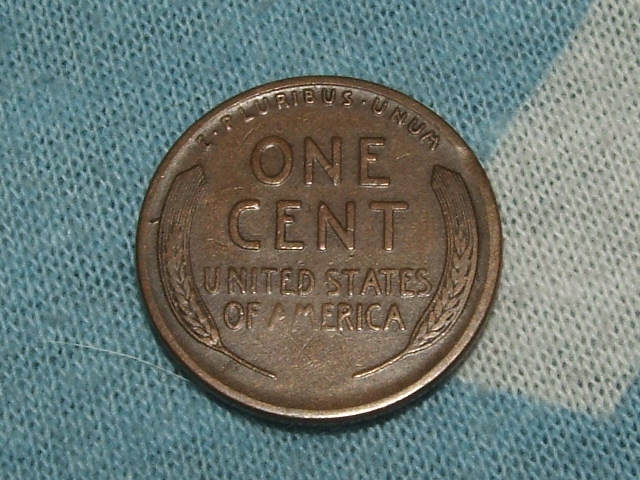 E·PLURIBUS·UNUM
ONE
CENT
UNITED STATES
OF AMERICA